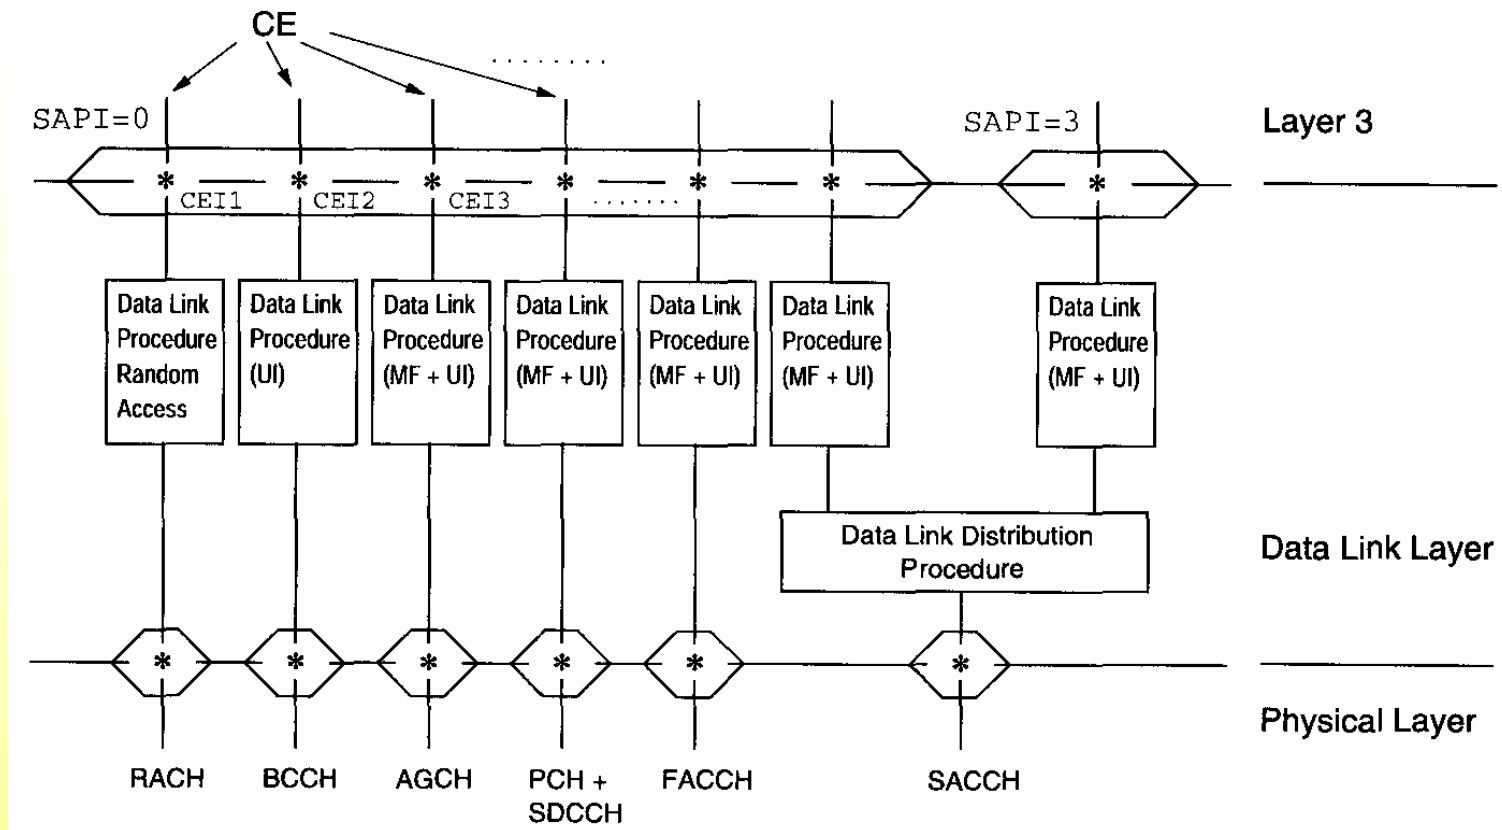 CE
. . . . . . . .
SAPI=0
SAPI=3
Layer 3
* * * * * * *
CEI1 CEI2 CEI3 . . . . . . .
Data Link
Procedure
Random
Access
Data Link
Procedure
(UI)
Data Link
Procedure
(MF + UI)
Data Link
Procedure
(MF + UI)
Data Link
Procedure
(MF + UI)
Data Link
Procedure
(MF + UI)
Data Link
Procedure
(MF + UI)
Data Link Distribution
Procedure
Data Link Layer
* * * * * *
Physical Layer
RACH
BCCH
AGCH
PCH +
SDCCH
FACCH
SACCH